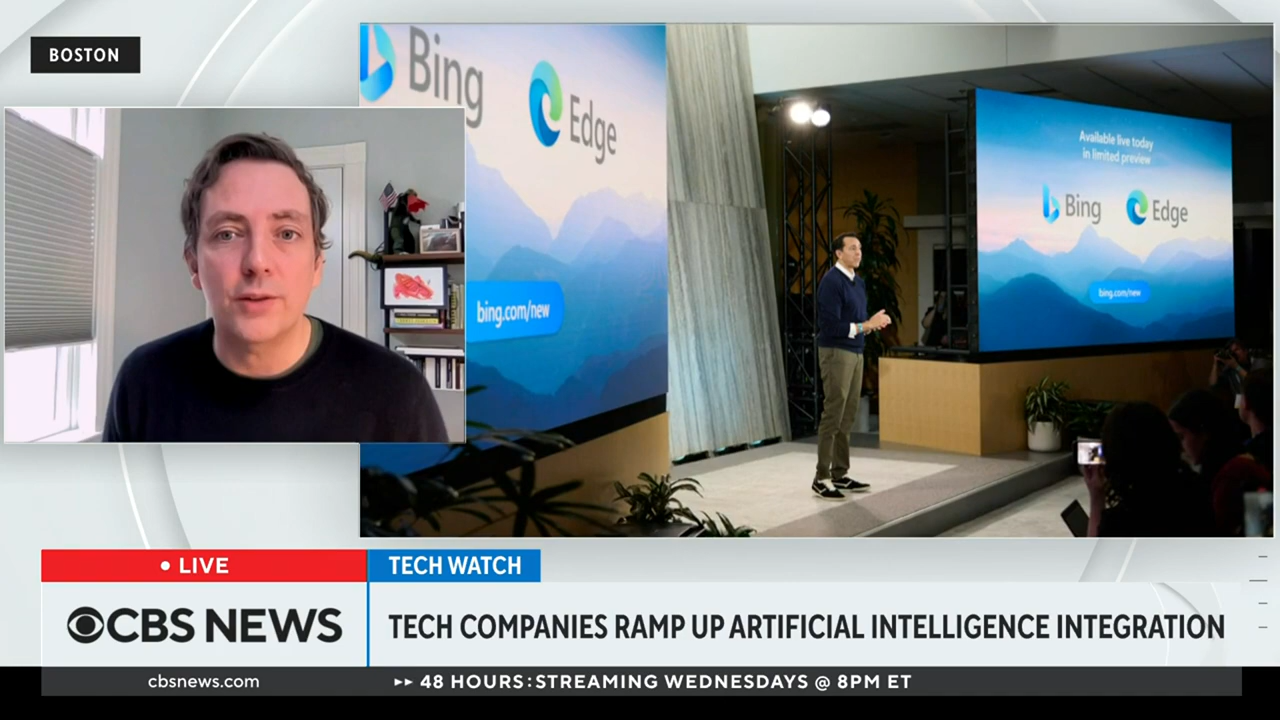 BOSTON
Bing
Edge
bing.com/new
Available live today
in limited preview
Bing
Edge
bing.com/new
• LIVE
TECH WATCH
CBS NEWS
TECH COMPANIES RAMP UP ARTIFICIAL INTELLIGENCE INTEGRATION
cbsnews.com
48 HOURS:STREAMING WEDNESDAYS @ 8PM ET